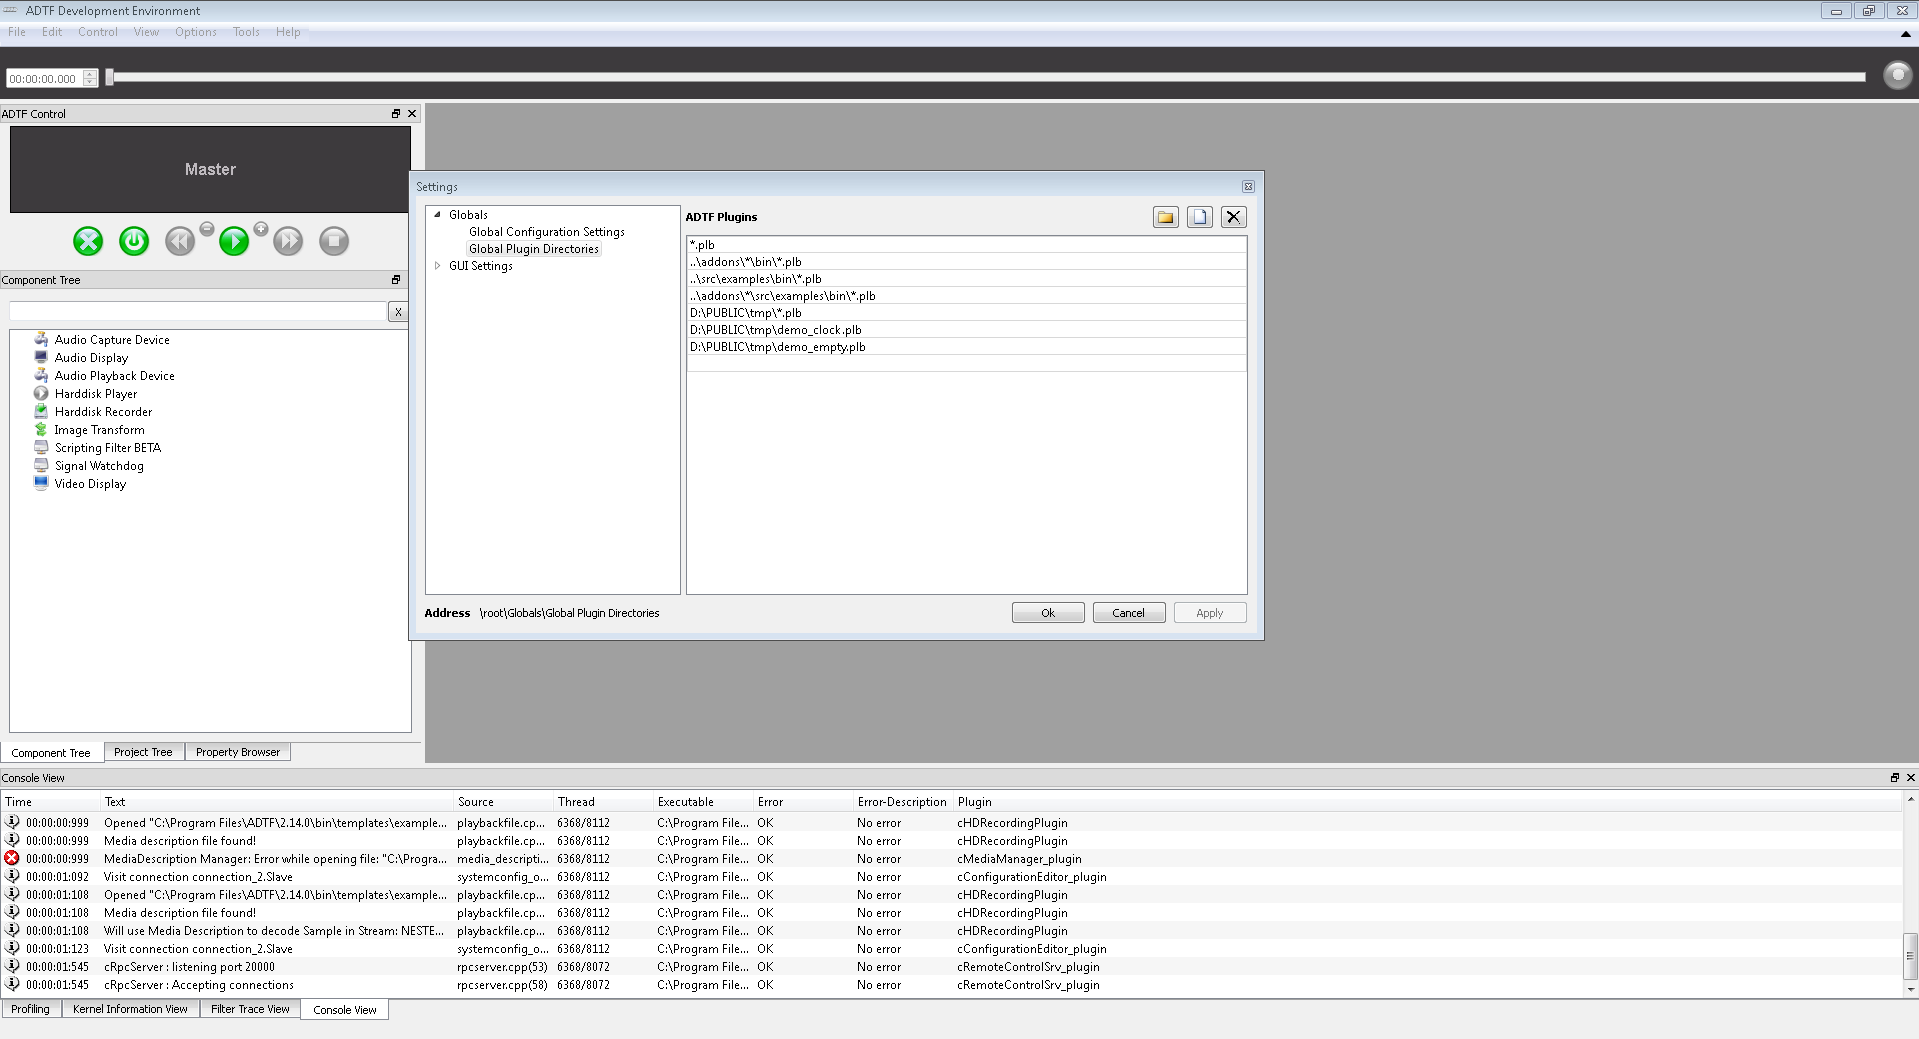 ADTF Development Environment
File Edit Control View Options Tools Help
00:00:00.000
ADTF Control
Master
Component Tree
X
Audio Capture Device
Audio Display
Audio Playback Device
Harddisk Player
Harddisk Recorder
Image Transform
Scripting Filter BETA
Signal Watchdog
Video Display
Component Tree Project Tree Property Browser
Settings
Globals
Global Configuration Settings
Global Plugin Directories
GUI Settings
ADTF Plugins
*.plb
..\addons\*\bin\*.plb
..\src\examples\bin\*.plb
..\addons\*\src\examples\bin\*.plb
D:\PUBLIC\tmp\*.plb
D:\PUBLIC\tmp\demo_clock.plb
D:\PUBLIC\tmp\demo_empty.plb
Address \root\Globals\Global Plugin Directories
Ok Cancel Apply
Console View
Time Text Source Thread Executable Error Error-Description Plugin
00:00:00:999 Opened "C:\Program Files\ADTF\2.14.0\bin\templates\example... playbackfile.cp... 6368/8112 C:\Program File... OK No error cHDRecordingPlugin
00:00:00:999 Media description file found! playbackfile.cp... 6368/8112 C:\Program File... OK No error cHDRecordingPlugin
00:00:00:999 MediaDescription Manager: Error while opening file: "C:\Progra... media_descripti... 6368/8112 C:\Program File... OK No error cMediaManager_plugin
00:00:01:092 Visit connection connection_2.Slave systemconfig_o... 6368/8112 C:\Program File... OK No error cConfigurationEditor_plugin
00:00:01:108 Opened "C:\Program Files\ADTF\2.14.0\bin\templates\example... playbackfile.cp... 6368/8112 C:\Program File... OK No error cHDRecordingPlugin
00:00:01:108 Media description file found! playbackfile.cp... 6368/8112 C:\Program File... OK No error cHDRecordingPlugin
00:00:01:108 Will use Media Description to decode Sample in Stream: NESTE... playbackfile.cp... 6368/8112 C:\Program File... OK No error cHDRecordingPlugin
00:00:01:123 Visit connection connection_2.Slave systemconfig_o... 6368/8112 C:\Program File... OK No error cConfigurationEditor_plugin
00:00:01:545 cRpcServer : listening port 20000 rpcserver.cpp(53) 6368/8072 C:\Program File... OK No error cRemoteControlSrv_plugin
00:00:01:545 cRpcServer : Accepting connections rpcserver.cpp(58) 6368/8072 C:\Program File... OK No error cRemoteControlSrv_plugin
Profiling Kernel Information View Filter Trace View Console View